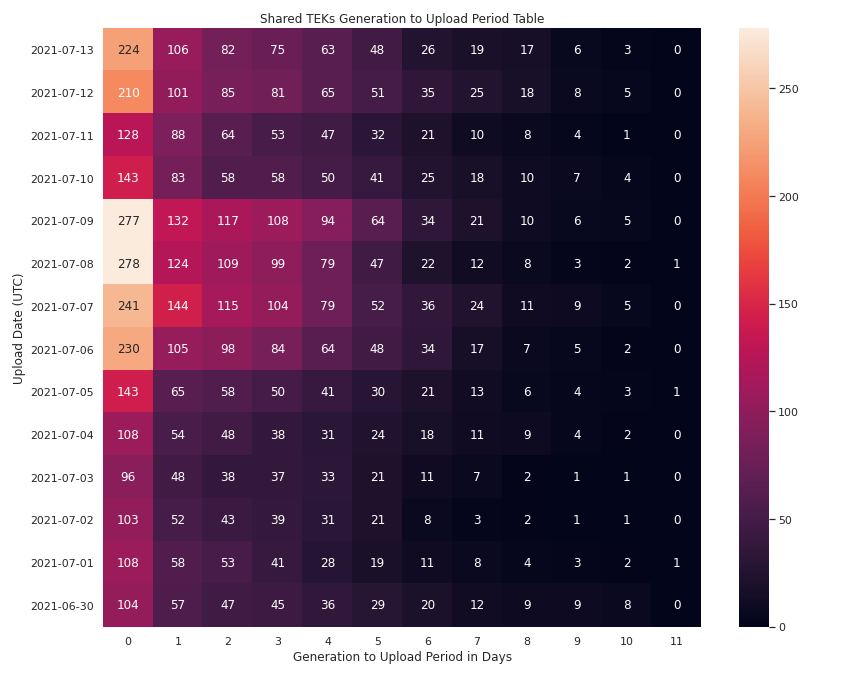 Shared TEKs Generation to Upload Period Table
Upload Date (UTC)
2021-07-13 224 106 82 75 63 48 26 19 17 6 3 0
2021-07-12 210 101 85 81 65 51 35 25 18 8 5 0
2021-07-11 128 88 64 53 47 32 21 10 8 4 1 0
2021-07-10 143 83 58 58 50 41 25 18 10 7 4 0
2021-07-09 277 132 117 108 94 64 34 21 10 6 5 0
2021-07-08 278 124 109 99 79 47 22 12 8 3 2 1
2021-07-07 241 144 115 104 79 52 36 24 11 9 5 0
2021-07-06 230 105 98 84 64 48 34 17 7 5 2 0
2021-07-05 143 65 58 50 41 30 21 13 6 4 3 1
2021-07-04 108 54 48 38 31 24 18 11 9 4 2 0
2021-07-03 96 48 38 37 33 21 11 7 2 1 1 0
2021-07-02 103 52 43 39 31 21 8 3 2 1 1 0
2021-07-01 108 58 53 41 28 19 11 8 4 3 2 1
2021-06-30 104 57 47 45 36 29 20 12 9 9 8 0
0 1 2 3 4 5 6 7 8 9 10 11
Generation to Upload Period in Days
250
200
150
100
50
0